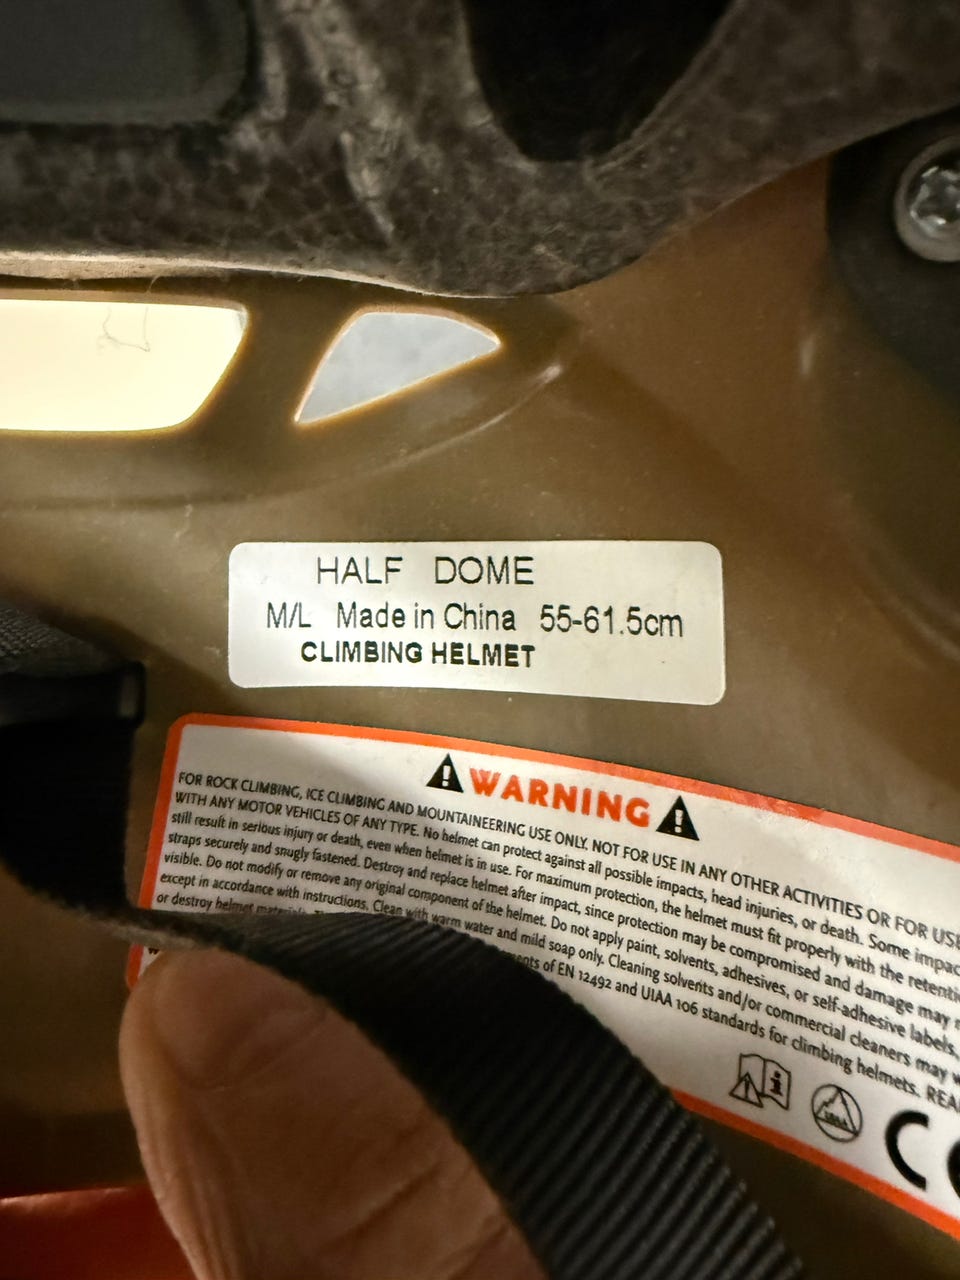 HALF DOME
M/L Made in China 55-61.5cm
CLIMBING HELMET
WARNING
FOR ROCK CLIMBING, ICE CLIMBING AND MOUNTAINEERING USE ONLY. NOT FOR USE IN ANY OTHER ACTIVITIES OR FOR USE
WITH ANY MOTOR VEHICLES OF ANY TYPE. No helmet can protect against all possible impacts, head injuries, or death. Some
still result in serious injury or death, even when helmet is in use. For maximum protection, the helmet must fit properly with the
straps securely and snugly fastened. Destroy and replace helmet after impact, since protection may be compromised and damage may
visible. Do not modify or remove any original component of the helmet. Do not apply paint, solvents, adhesives, or self-adhesive labels,
except in accordance with instructions. Clean with warm water and mild soap only. Cleaning solvents and/or commercial cleaners may
or destroy helmet
of EN 12492 and UIAA 106 standards for climbing helmets.
UIAA